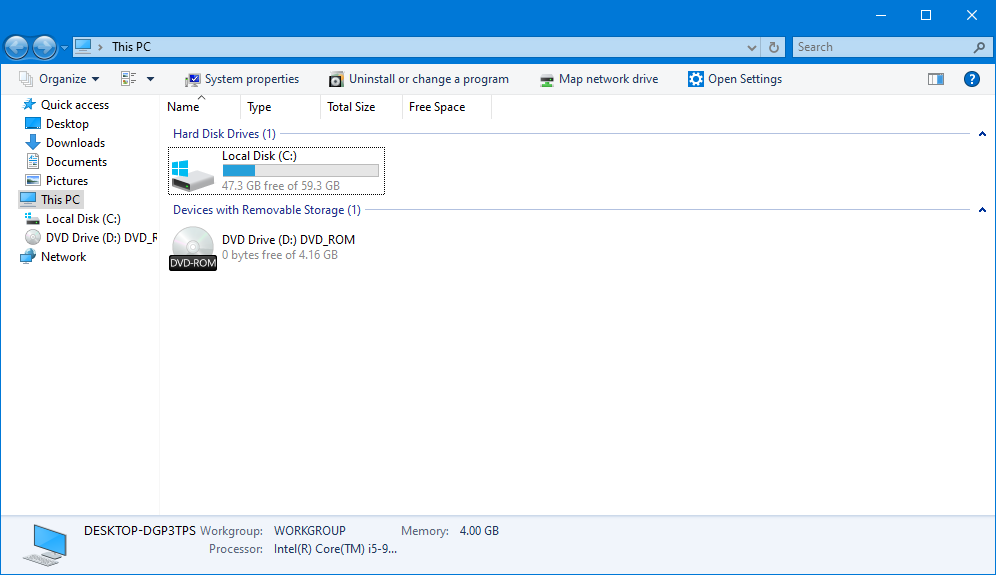 This PC
Search
Organize
System properties
Uninstall or change a program
Map network drive
Open Settings
?
Quick access
Desktop
Downloads
Documents
Pictures
This PC
Local Disk (C:)
DVD Drive (D:) DVD_R
Network
Name Type Total Size Free Space
Hard Disk Drives (1)
Local Disk (C:)
47.3 GB free of 59.3 GB
Devices with Removable Storage (1)
DVD-ROM
DVD Drive (D:) DVD_ROM
0 bytes free of 4.16 GB
DESKTOP-DGP3TPS Workgroup: WORKGROUP Memory: 4.00 GB
Processor: Intel(R) Core(TM) i5-9...